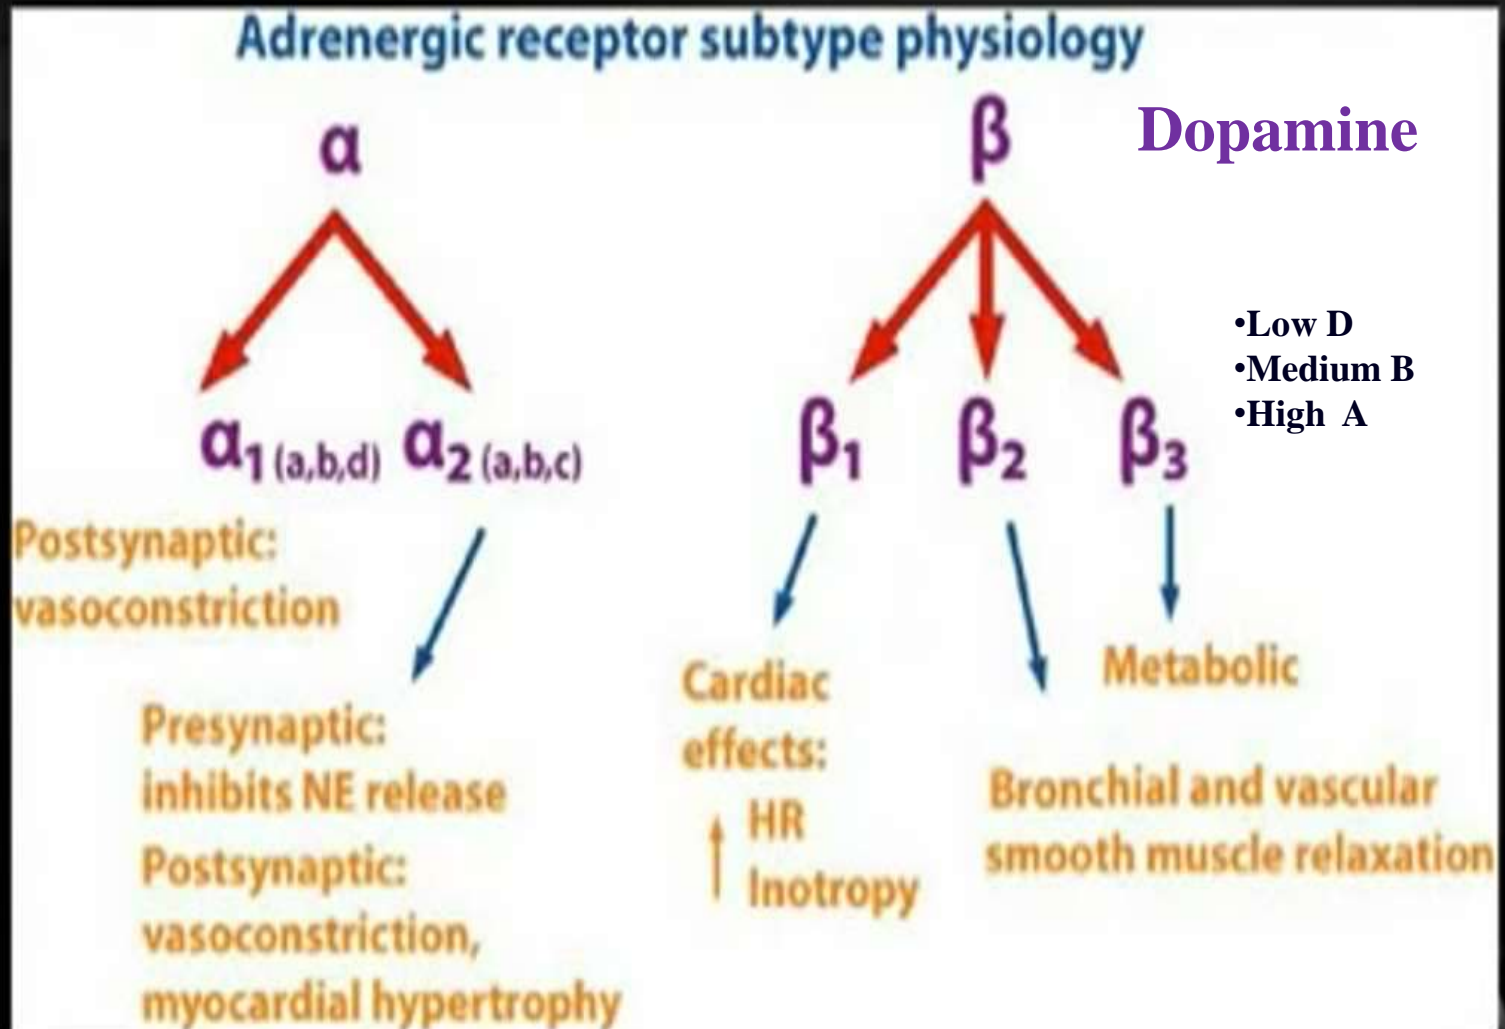 Adrenergic receptor subtype physiology
α
β
Dopamine
•Low D
•Medium B
•High A
α1 (a,b,d) α2 (a,b,c)
β1 β2 β3
Postsynaptic:
vasoconstriction
Presynaptic:
inhibits NE release
Postsynaptic:
vasoconstriction,
myocardial hypertrophy
Cardiac
effects:
↑ HR
Inotropy
Bronchial and vascular
smooth muscle relaxation
Metabolic